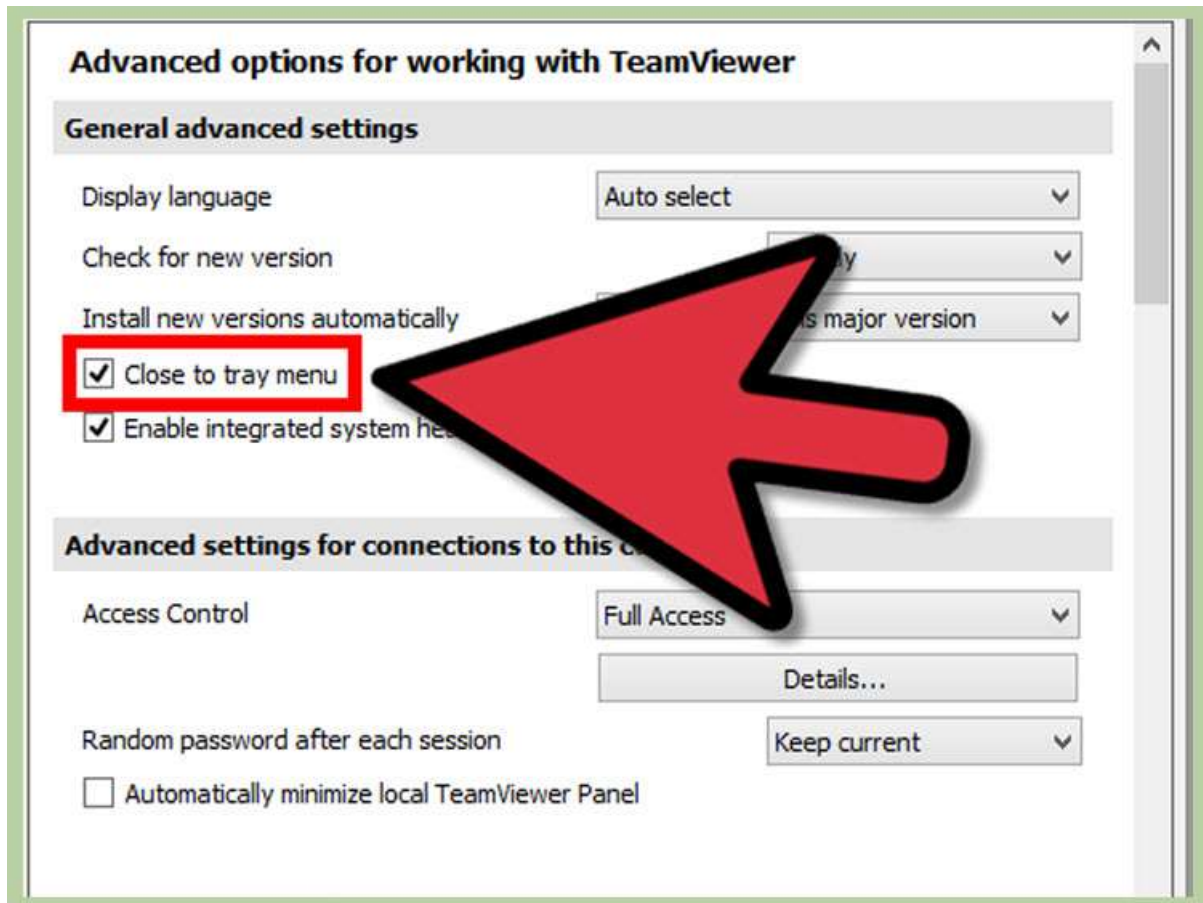 Advanced options for working with TeamViewer
General advanced settings
Display language Auto select
Check for new version
Install new versions automatically major version
Close to tray menu
Enable integrated system
Advanced settings for connections to this
Access Control Full Access
Details...
Random password after each session Keep current
Automatically minimize local TeamViewer Panel